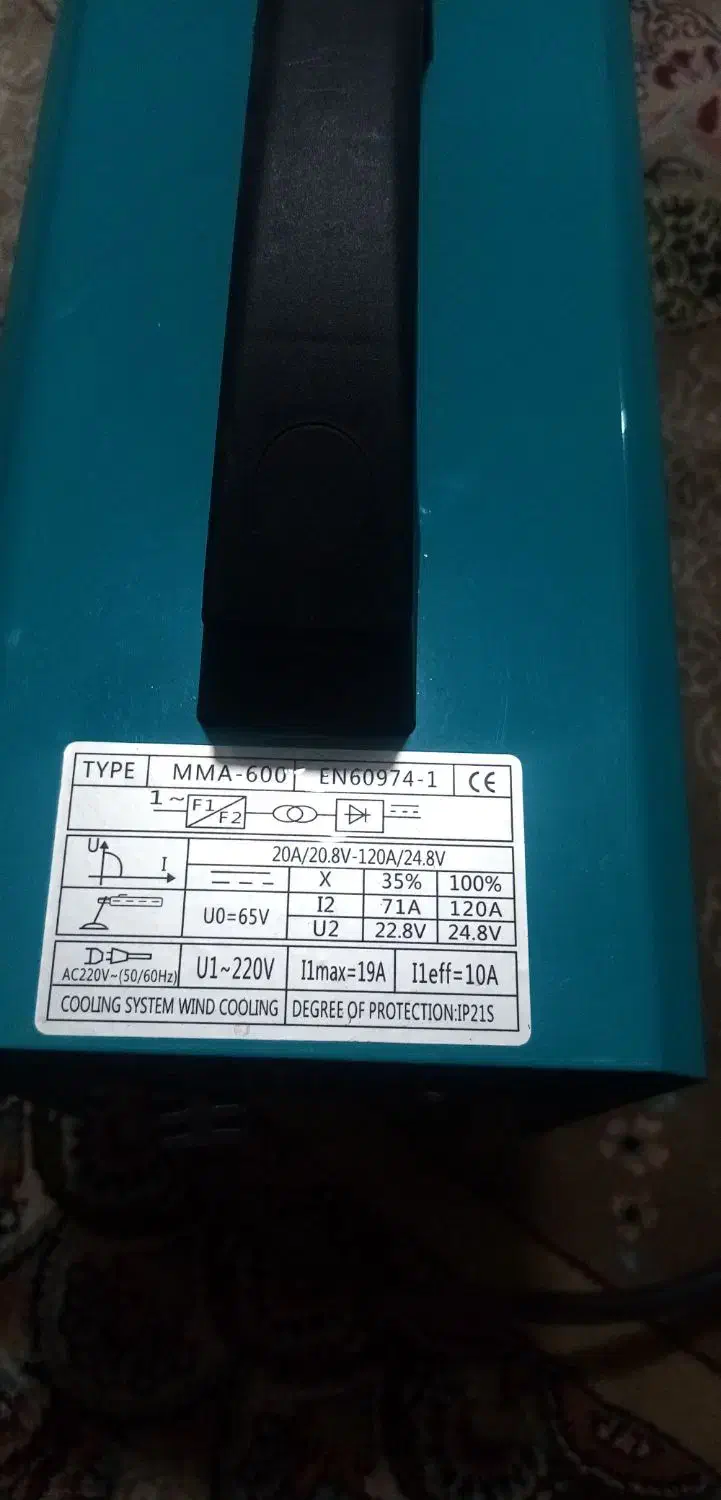 TYPE MMA-600 EN60974-1 CE
1~ F1 F2
U I 20A/20.8V-120A/24.8V
X 35% 100%
U0=65V I2 71A 120A
U2 22.8V 24.8V
AC220V~(50/60Hz) U1~220V I1max=19A I1eff=10A
COOLING SYSTEM WIND COOLING DEGREE OF PROTECTION:IP21S